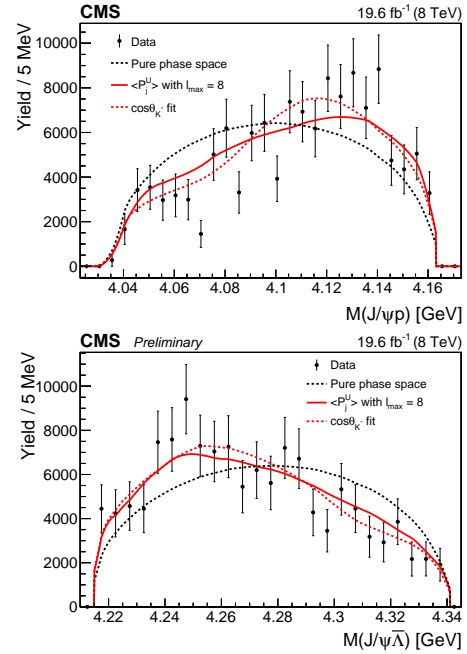 CMS 19.6 fb⁻¹ (8 TeV)
Yield / 5 MeV
10000
8000
6000
4000
2000
0
Data
Pure phase space
<P_j^U> with l_max = 8
cosθ_K* fit
4.04 4.06 4.08 4.1 4.12 4.14 4.16
M(J/ψp) [GeV]
CMS Preliminary 19.6 fb⁻¹ (8 TeV)
Yield / 5 MeV
10000
8000
6000
4000
2000
0
Data
Pure phase space
<P_j^U> with l_max = 8
cosθ_K* fit
4.22 4.24 4.26 4.28 4.3 4.32 4.34
M(J/ψΛ̅) [GeV]